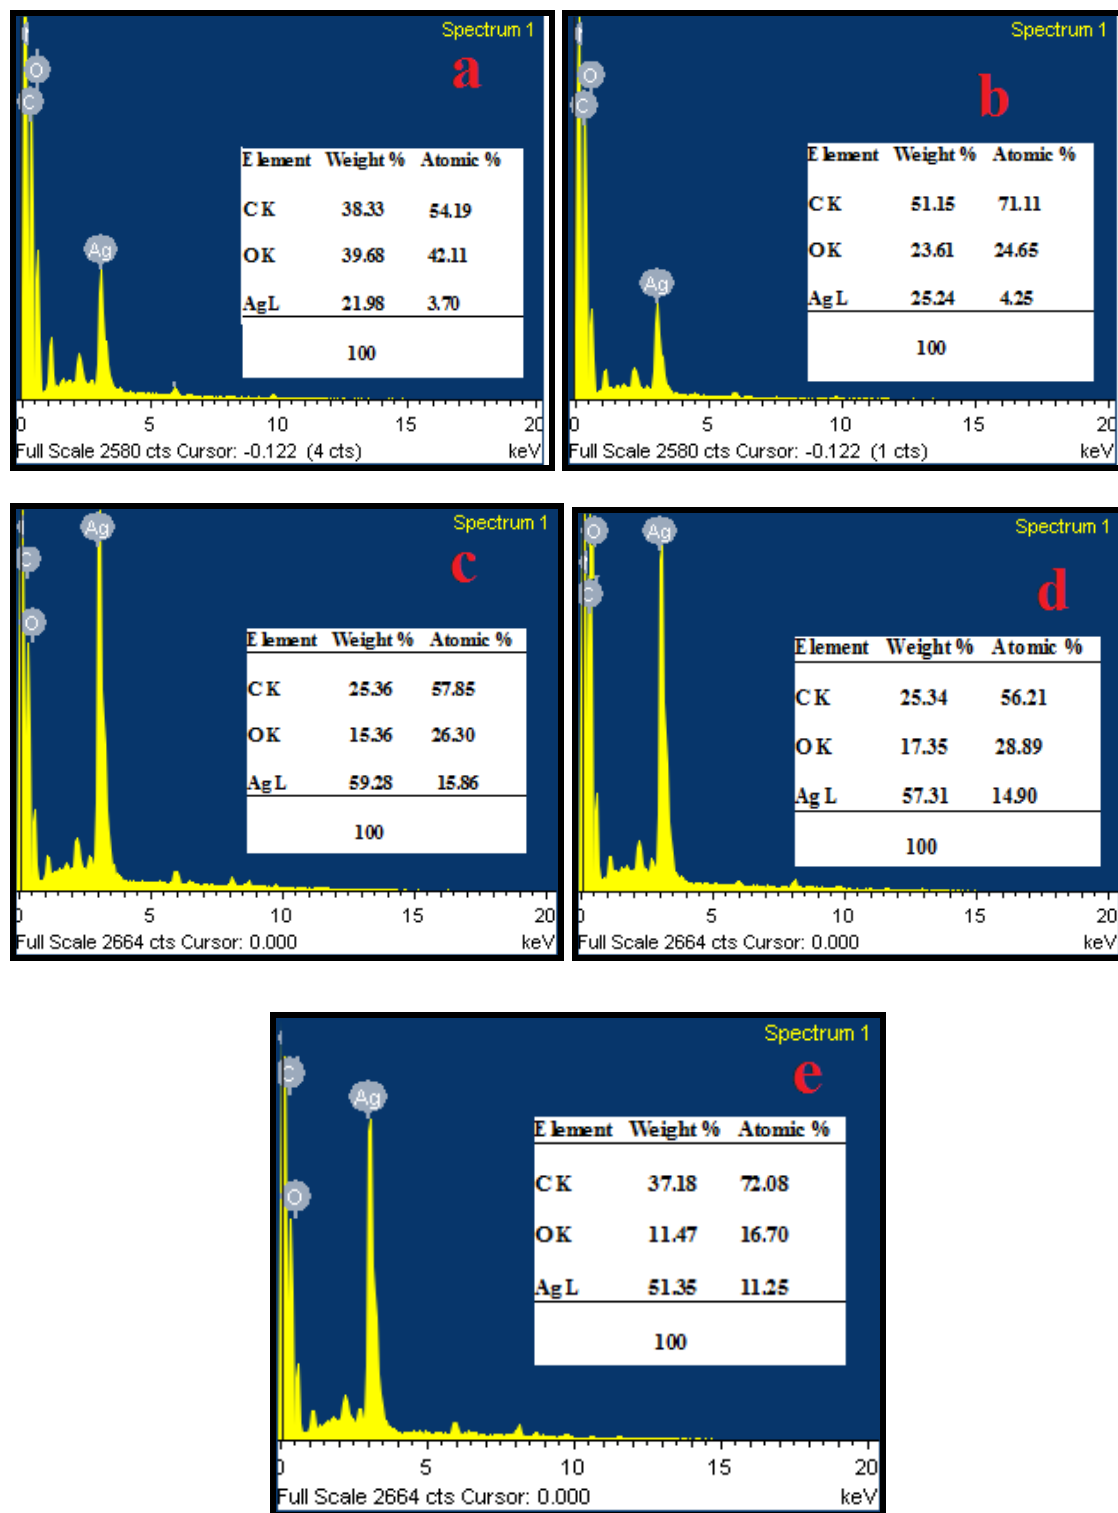 Spectrum 1
a
O
C
Ag
Element Weight % Atomic %
C K 38.33 54.19
O K 39.68 42.11
Ag L 21.98 3.70
100
0 5 10 15 20
Full Scale 2580 cts Cursor: -0.122 (4 cts) keV
Spectrum 1
b
O
C
Ag
Element Weight % Atomic %
C K 51.15 71.11
O K 23.61 24.65
Ag L 25.24 4.25
100
0 5 10 15 20
Full Scale 2580 cts Cursor: -0.122 (1 cts) keV
Spectrum 1
c
Ag
C
O
Element Weight % Atomic %
C K 25.36 57.85
O K 15.36 26.30
Ag L 59.28 15.86
100
0 5 10 15 20
Full Scale 2664 cts Cursor: 0.000 keV
Spectrum 1
d
O
Ag
C
Element Weight % Atomic %
C K 25.34 56.21
O K 17.35 28.89
Ag L 57.31 14.90
100
0 5 10 15 20
Full Scale 2664 cts Cursor: 0.000 keV
Spectrum 1
e
C
Ag
O
Element Weight % Atomic %
C K 37.18 72.08
O K 11.47 16.70
Ag L 51.35 11.25
100
0 5 10 15 20
Full Scale 2664 cts Cursor: 0.000 keV